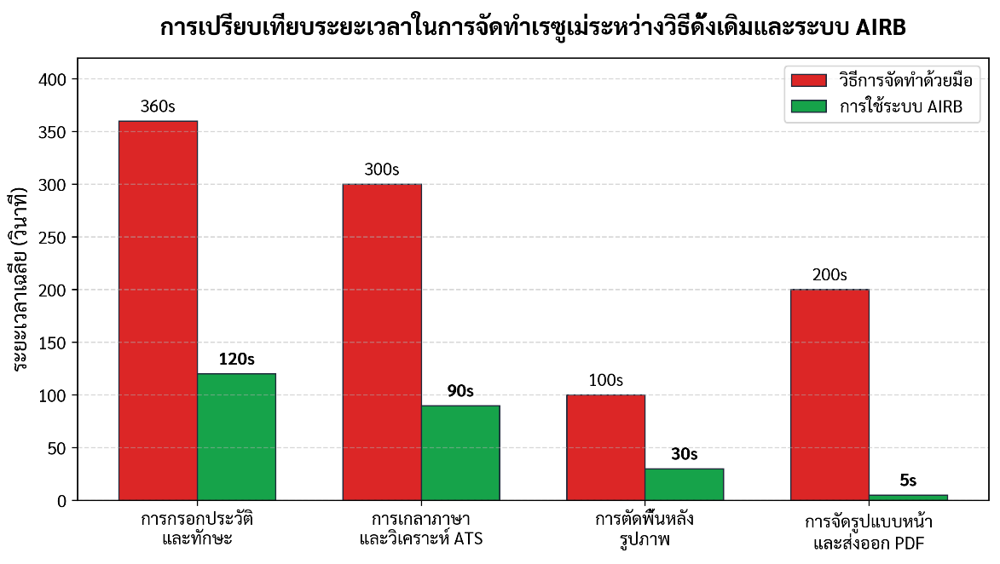 การเปรียบเทียบระยะเวลาในการจัดทำเรซูเม่ระหว่างวิธีดั้งเดิมและระบบ AIRB
วิธีการจัดทำด้วยมือ
การใช้ระบบ AIRB
ระยะเวลาเฉลี่ย (วินาที)
400
350
300
250
200
150
100
50
0
360s
120s
300s
90s
100s
30s
200s
5s
การกรอกประวัติ
และทักษะ
การเกลาภาษา
และวิเคราะห์ ATS
การตัดพื้นหลัง
รูปภาพ
การจัดรูปแบบหน้า
และส่งออก PDF